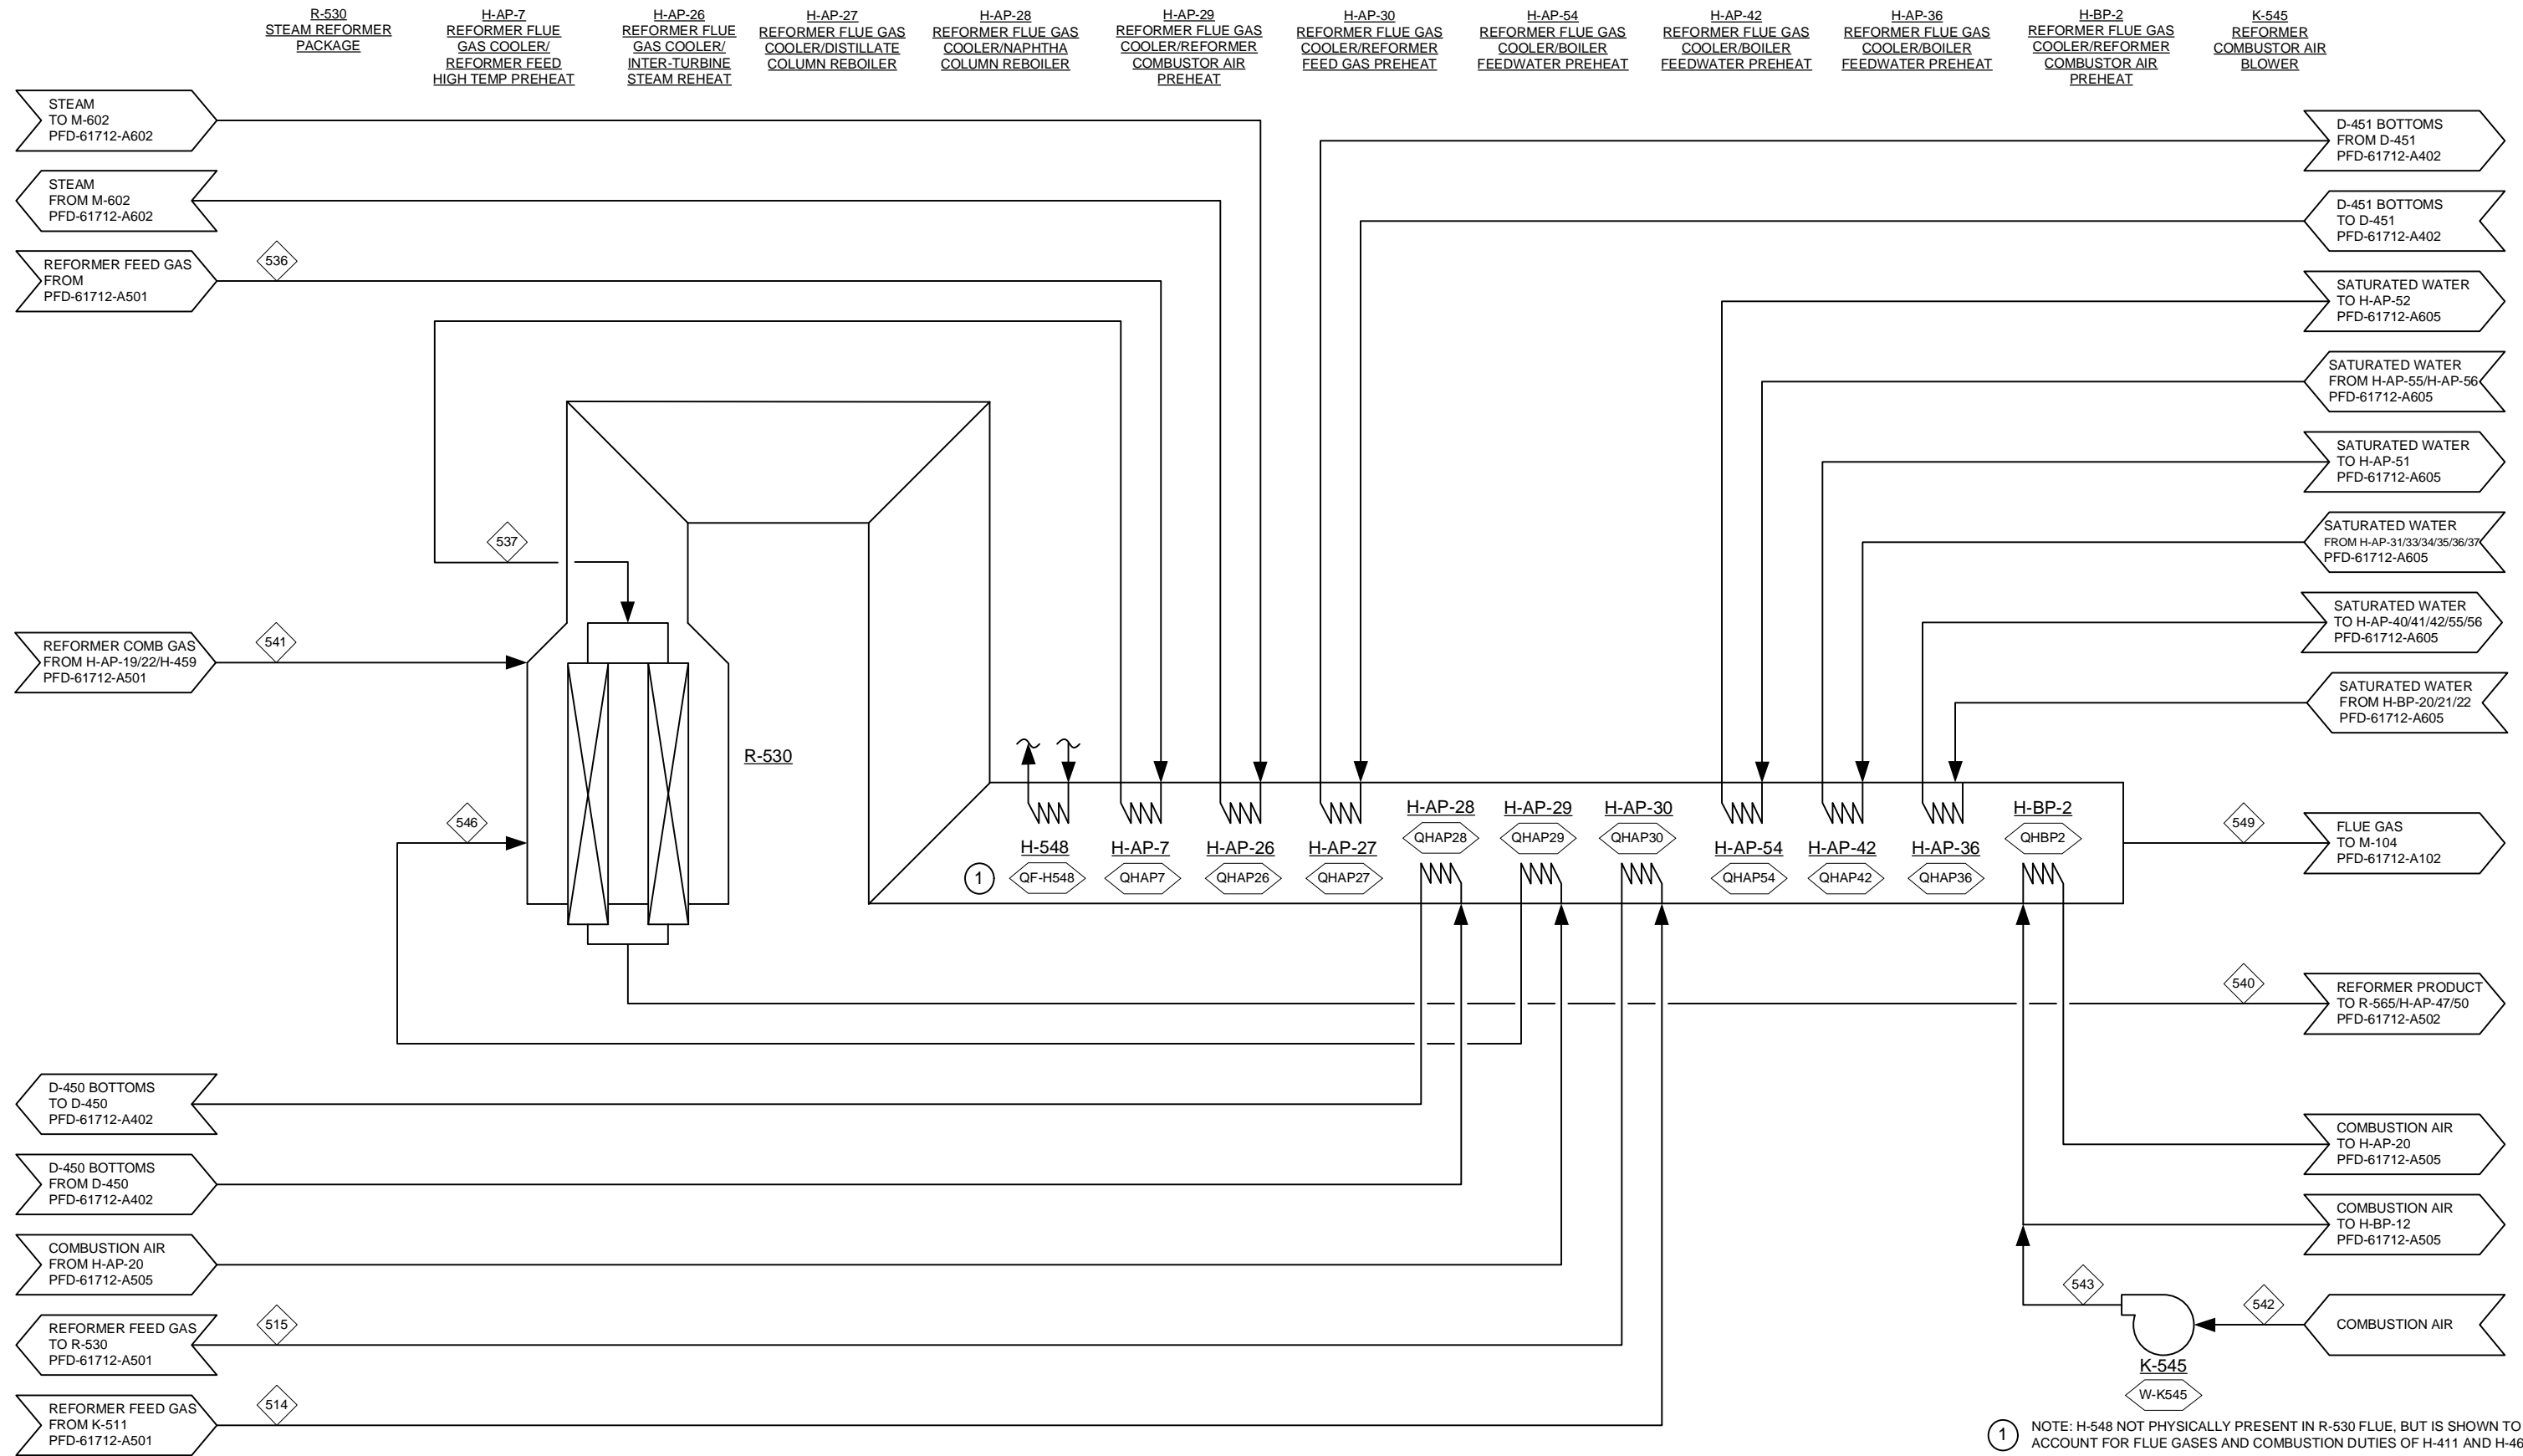 R-530
STEAM REFORMER
PACKAGE
H-AP-7
REFORMER FLUE
GAS COOLER/
REFORMER FEED
HIGH TEMP PREHEAT
H-AP-26
REFORMER FLUE
GAS COOLER/
INTER-TURBINE
STEAM REHEAT
H-AP-27
REFORMER FLUE GAS
COOLER/DISTILLATE
COLUMN REBOILER
H-AP-28
REFORMER FLUE GAS
COOLER/NAPHTHA
COLUMN REBOILER
H-AP-29
REFORMER FLUE GAS
COOLER/REFORMER
COMBUSTOR AIR
PREHEAT
H-AP-30
REFORMER FLUE GAS
COOLER/REFORMER
FEED GAS PREHEAT
H-AP-54
REFORMER FLUE GAS
COOLER/BOILER
FEEDWATER PREHEAT
H-AP-42
REFORMER FLUE GAS
COOLER/BOILER
FEEDWATER PREHEAT
H-AP-36
REFORMER FLUE GAS
COOLER/BOILER
FEEDWATER PREHEAT
H-BP-2
REFORMER FLUE GAS
COOLER/REFORMER
COMBUSTOR AIR
PREHEAT
K-545
REFORMER
COMBUSTOR AIR
BLOWER
STEAM
TO M-602
PFD-61712-A602
STEAM
FROM M-602
PFD-61712-A602
REFORMER FEED GAS
FROM
PFD-61712-A501
536
537
REFORMER COMB GAS
FROM H-AP-19/22/H-459
PFD-61712-A501
541
546
R-530
D-451 BOTTOMS
FROM D-451
PFD-61712-A402
D-451 BOTTOMS
TO D-451
PFD-61712-A402
SATURATED WATER
TO H-AP-52
PFD-61712-A605
SATURATED WATER
FROM H-AP-55/H-AP-56
PFD-61712-A605
SATURATED WATER
TO H-AP-51
PFD-61712-A605
SATURATED WATER
FROM H-AP-31/33/34/35/36/37
PFD-61712-A605
SATURATED WATER
TO H-AP-40/41/42/55/56
PFD-61712-A605
SATURATED WATER
FROM H-BP-20/21/22
PFD-61712-A605
1
H-548
QF-H548
H-AP-7
QHAP7
H-AP-26
QHAP26
H-AP-27
QHAP27
H-AP-28
QHAP28
H-AP-29
QHAP29
H-AP-30
QHAP30
H-AP-54
QHAP54
H-AP-42
QHAP42
H-AP-36
QHAP36
H-BP-2
QHBP2
549
FLUE GAS
TO M-104
PFD-61712-A102
540
REFORMER PRODUCT
TO R-565/H-AP-47/50
PFD-61712-A502
D-450 BOTTOMS
TO D-450
PFD-61712-A402
D-450 BOTTOMS
FROM D-450
PFD-61712-A402
COMBUSTION AIR
FROM H-AP-20
PFD-61712-A505
REFORMER FEED GAS
TO R-530
PFD-61712-A501
515
REFORMER FEED GAS
FROM K-511
PFD-61712-A501
514
COMBUSTION AIR
TO H-AP-20
PFD-61712-A505
COMBUSTION AIR
TO H-BP-12
PFD-61712-A505
543
542
COMBUSTION AIR
K-545
W-K545
1
NOTE: H-548 NOT PHYSICALLY PRESENT IN R-530 FLUE, BUT IS SHOWN TO
ACCOUNT FOR FLUE GASES AND COMBUSTION DUTIES OF H-411 AND